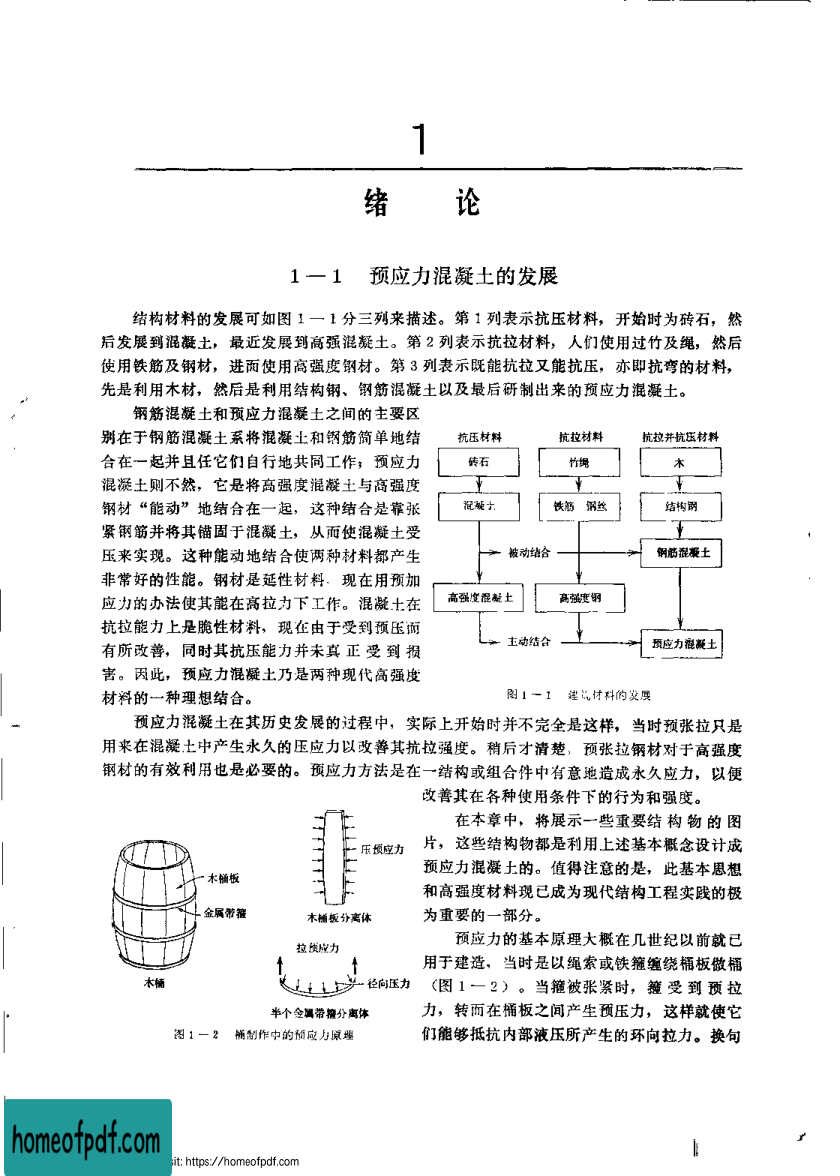 1
绪 论
1—1 预应力混凝土的发展
结构材料的发展可如图1—1分三列来描述。第1列表示抗压材料，开始时为砖石，然
后发展到混凝土，最近发展到高强混凝土。第2列表示抗拉材料，人们使用过竹及绳，然后
使用铁筋及钢材，进而使用高强度钢材。第3列表示既能抗拉又能抗压，亦即抗弯的材料，
先是利用木材，然后是利用结构钢、钢筋混凝土以及最后研制出来的预应力混凝土。
钢筋混凝土和预应力混凝土之间的主要区
别在于钢筋混凝土系将混凝土和钢筋简单地结
合在一起并且任它们自行地共同工作；预应力
混凝土则不然，它是将高强度混凝土与高强度
钢材“能动”地结合在一起，这种结合是靠张
紧钢筋并将其锚固于混凝土，从而使混凝土受
压来实现。这种能动地结合使两种材料都产生
非常好的性能。钢材是延性材料．现在用预加
应力的办法使其能在高拉力下工作。混凝土在
抗拉能力上是脆性材料，现在由于受到预压而
有所改善，同时其抗压能力并未真正受到损
害。因此，预应力混凝土乃是两种现代高强度
材料的一种理想结合。
抗压材料 抗拉材料 抗拉并抗压材料
砖石 竹绳 木
混凝土 铁筋 钢丝 结构钢
被动结合 钢筋混凝土
高强度混凝土 高强度钢
主动结合 预应力混凝土
图1—1 建筑材料的发展
预应力混凝土在其历史发展的过程中，实际上开始时并不完全是这样，当时预张拉只是
用来在混凝土中产生永久的压应力以改善其抗拉强度。稍后才清楚，预张拉钢材对于高强度
钢材的有效利用也是必要的。预应力方法是在一结构或组合件中有意地造成永久应力，以便
改善其在各种使用条件下的行为和强度。
在本章中，将展示一些重要结构物的图
片，这些结构物都是利用上述基本概念设计成
预应力混凝土的。值得注意的是，此基本思想
和高强度材料现已成为现代结构工程实践的极
为重要的一部分。
预应力的基本原理大概在几世纪以前就已
用于建造，当时是以绳索或铁箍缠绕桶板做桶
（图1—2）。当箍被张紧时，箍受到预拉
力，转而在桶板之间产生预压力，这样就使它
们能够抵抗内部液压所产生的环向拉力。换句
压预应力
木桶板
金属带箍
木桶板分离体
拉预应力
径向压力
木桶
半个金属带箍分离体
图1—2 桶制作中的预应力原理
homeofpdf.com
sit: https://homeofpdf.com